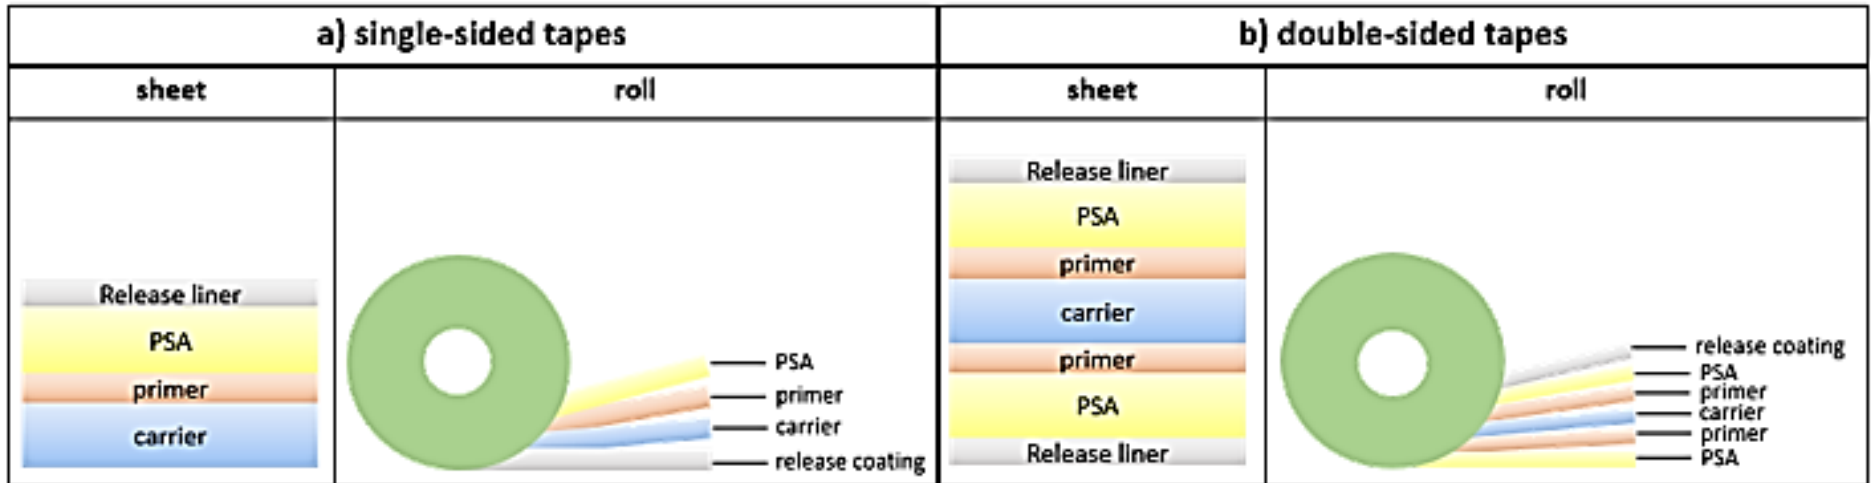 a) single-sided tapes
b) double-sided tapes
sheet
roll
sheet
roll
Release liner
PSA
primer
carrier
PSA
primer
carrier
release coating
Release liner
PSA
primer
carrier
primer
PSA
Release liner
release coating
PSA
primer
carrier
primer
PSA